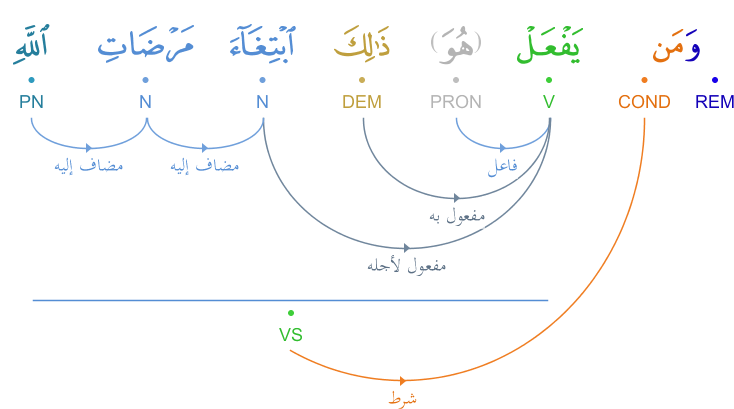 وَمَن يَفْعَلْ (هُوَ) ذَٰلِكَ ٱبْتِغَآءَ مَرْضَاتِ ٱللَّهِ
REM COND V PRON DEM N N PN
فاعل
مضاف إليه مضاف إليه
مفعول به
مفعول لأجله
VS
شرط